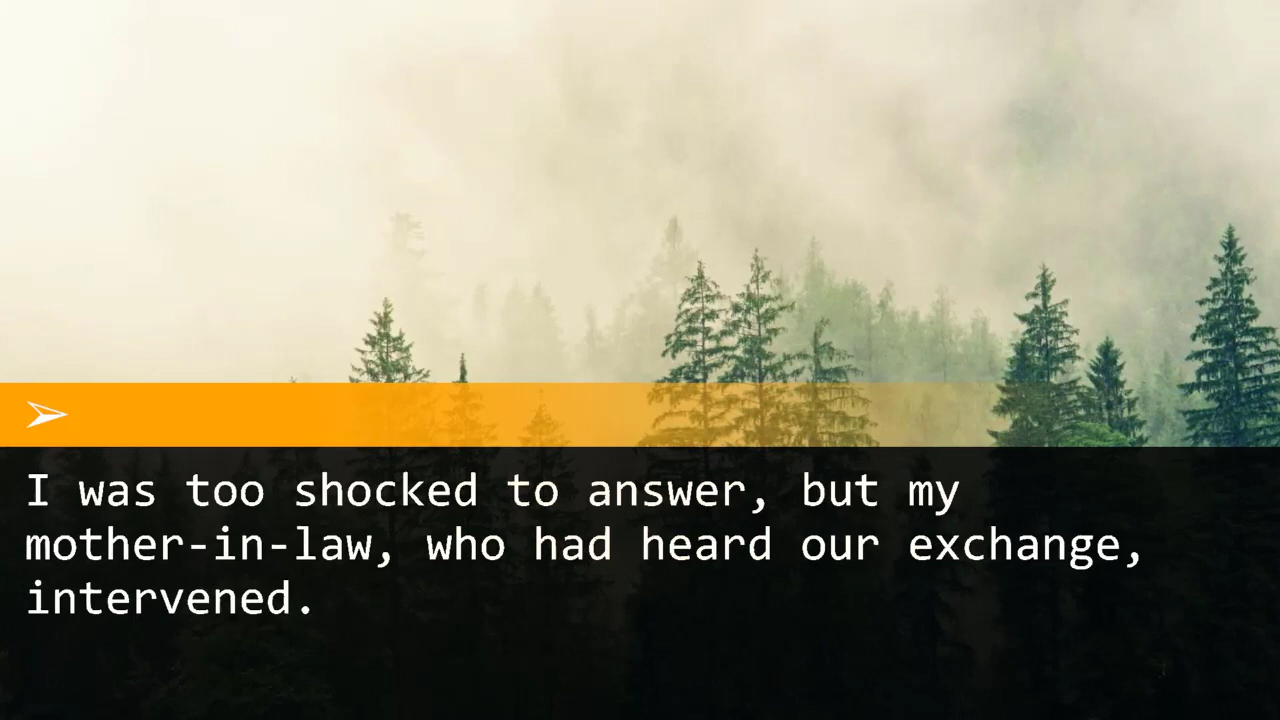 I was too shocked to answer, but my
mother-in-law, who had heard our exchange,
intervened.